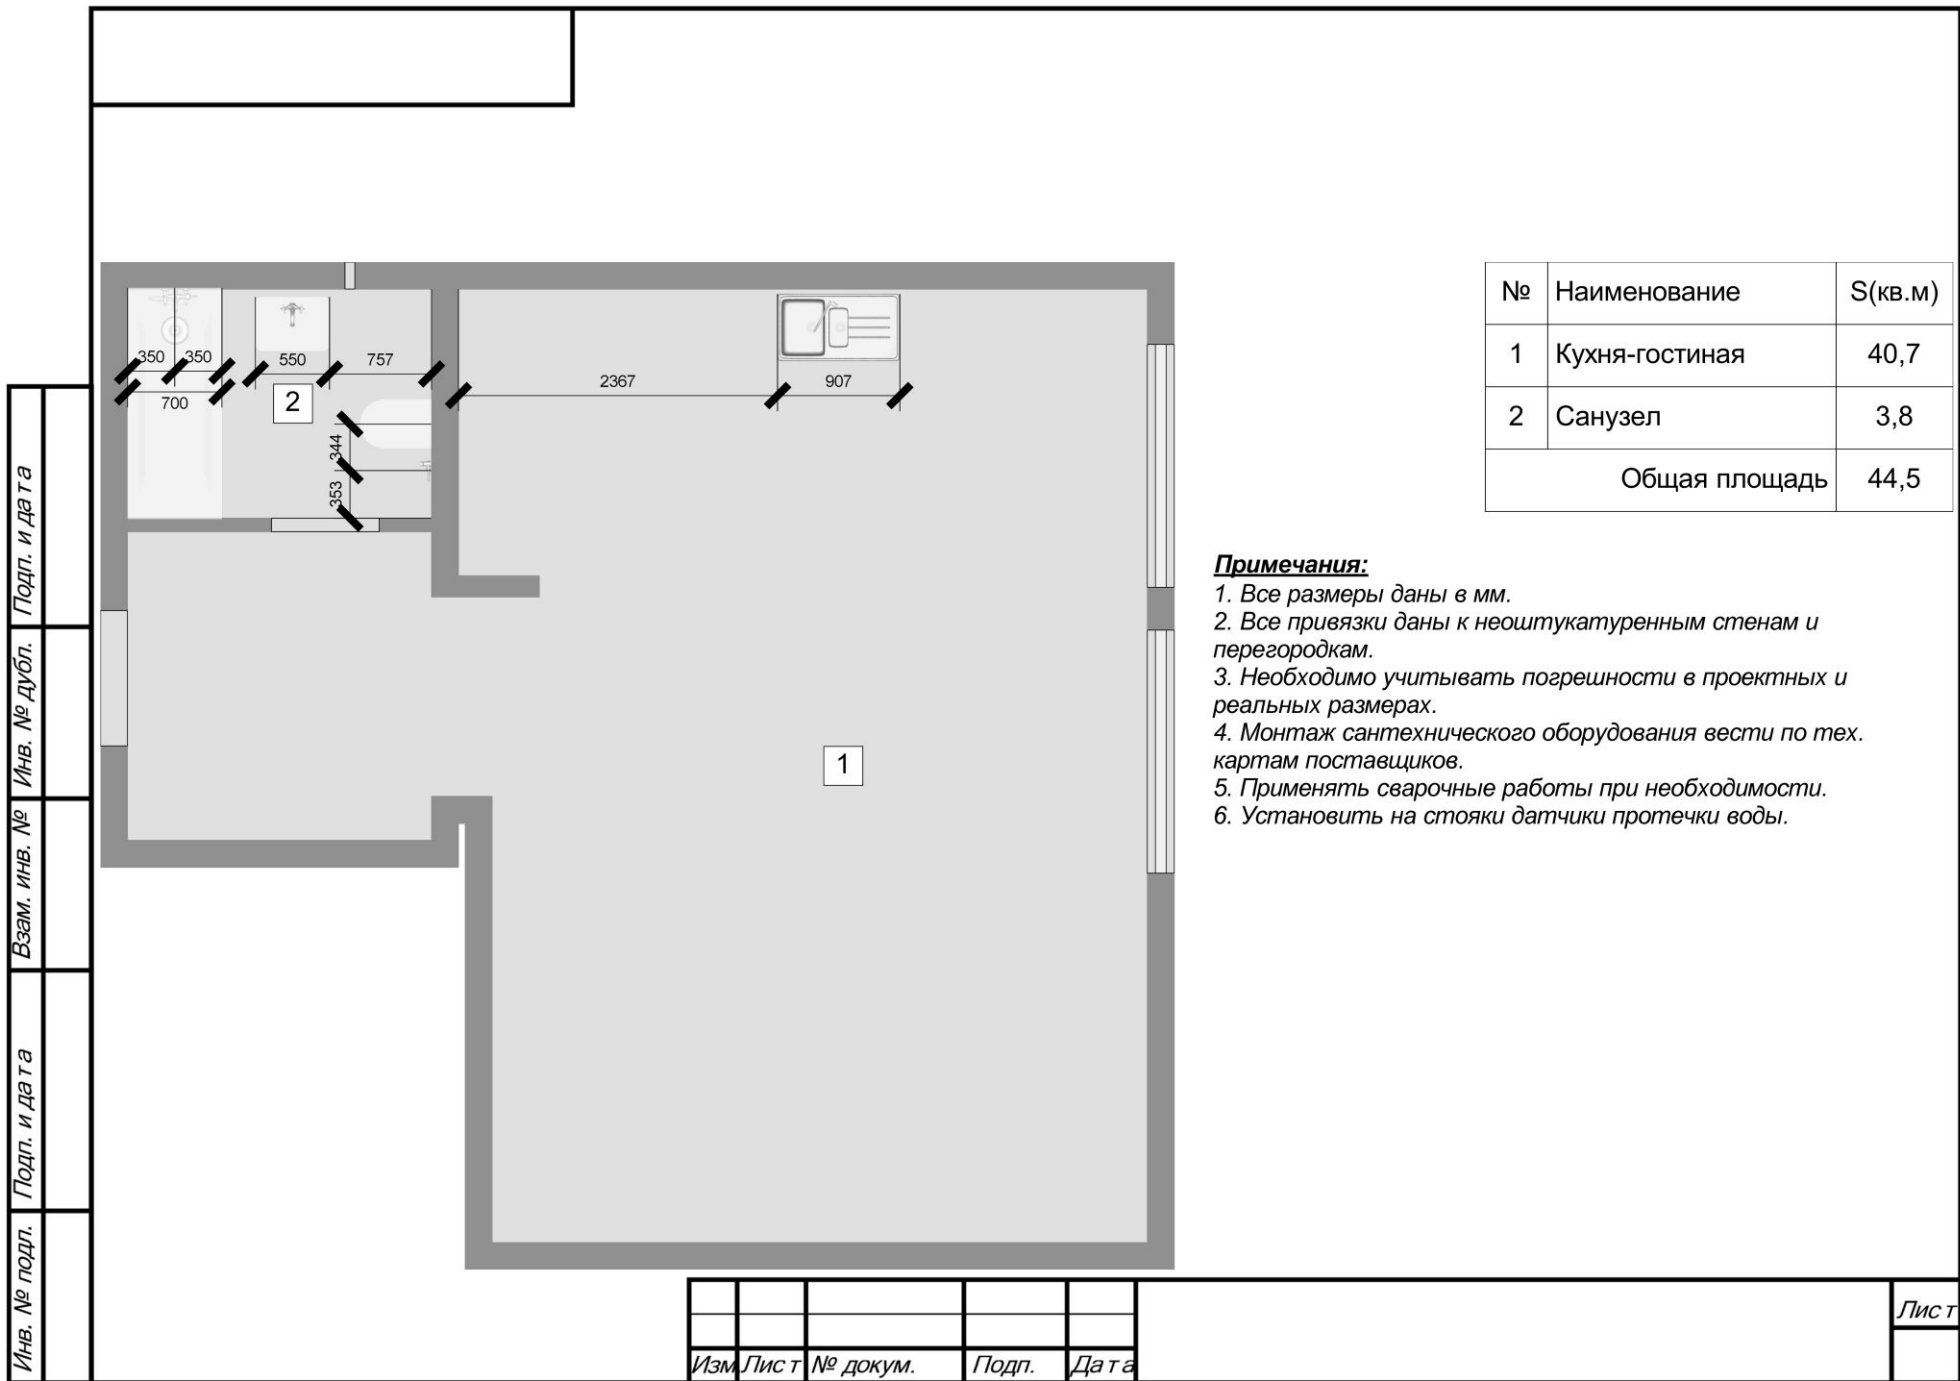 350
350
700
550
757
2
344
353
2367
907
1
№ Наименование S(кв.м)
1 Кухня-гостиная 40,7
2 Санузел 3,8
Общая площадь 44,5
Примечания:
1. Все размеры даны в мм.
2. Все привязки даны к неоштукатуренным стенам и
перегородкам.
3. Необходимо учитывать погрешности в проектных и
реальных размерах.
4. Монтаж сантехнического оборудования вести по тех.
картам поставщиков.
5. Применять сварочные работы при необходимости.
6. Установить на стояки датчики протечки воды.
Подп. и дата
Инв. № дубл.
Взам. инв. №
Подп. и дата
Инв. № подл.
Изм Лист № докум. Подп. Дата
Лист